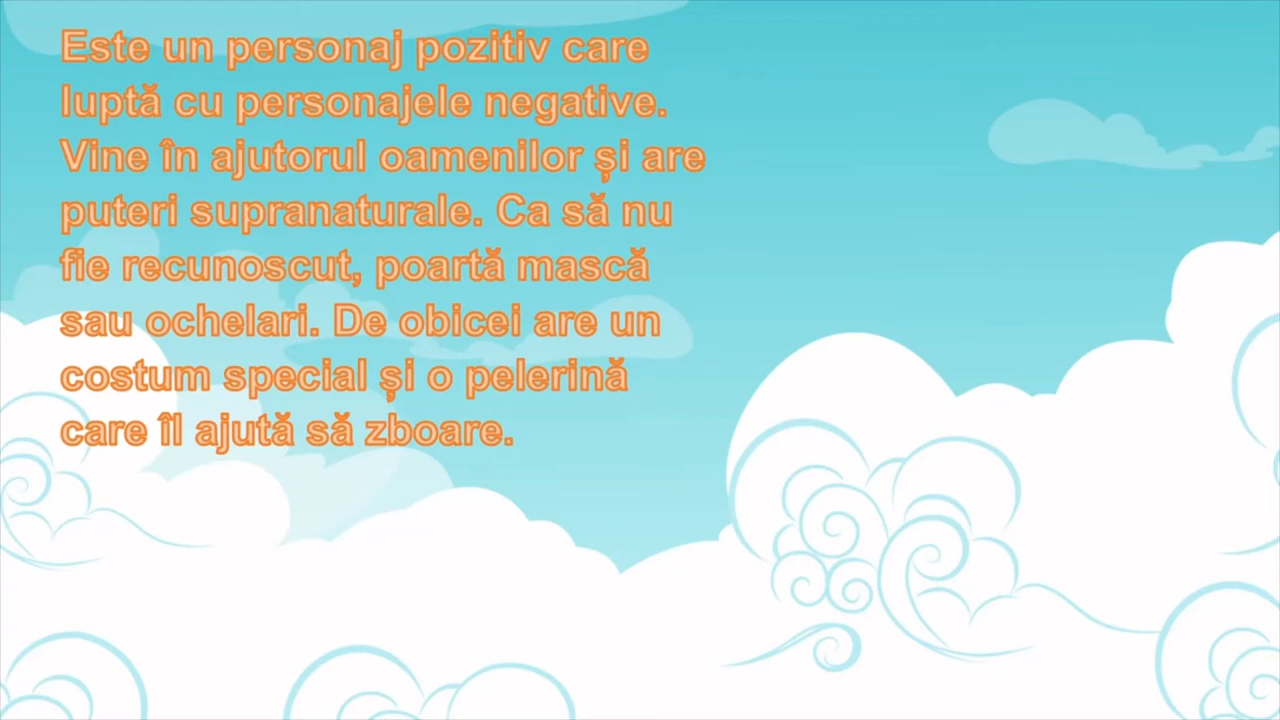 Este un personaj pozitiv care
luptă cu personajele negative.
Vine în ajutorul oamenilor și are
puteri supranaturale. Ca să nu
fie recunoscut, poartă mască
sau ochelari. De obicei are un
costum special și o pelerină
care îl ajută să zboare.